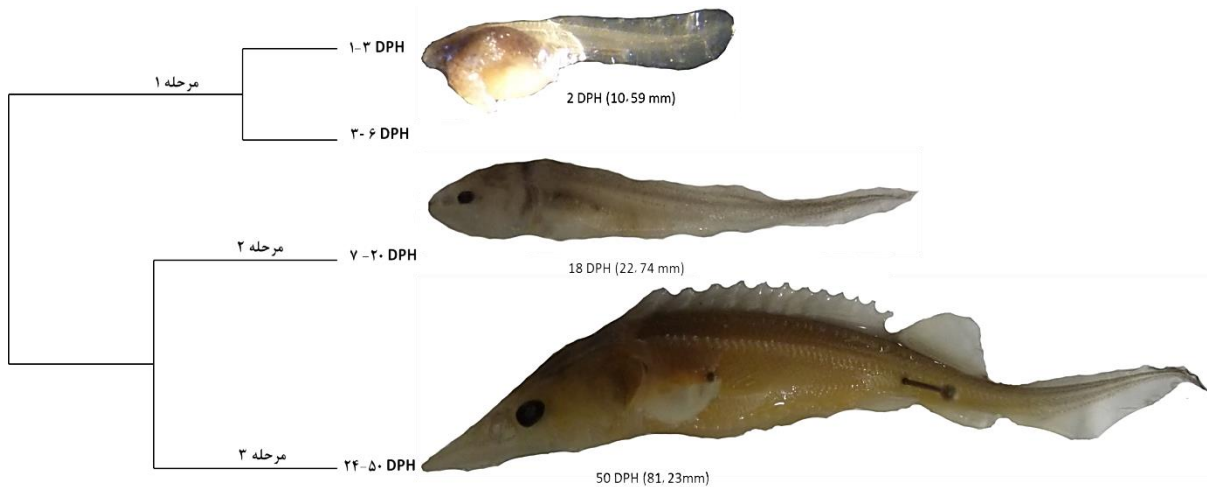 ۱-۳ DPH
مرحله ۱
2 DPH (10.59 mm)
۳-۶ DPH
مرحله ۲
۷-۲۰ DPH
18 DPH (22.74 mm)
مرحله ۳
۲۴-۵۰ DPH
50 DPH (81.23mm)